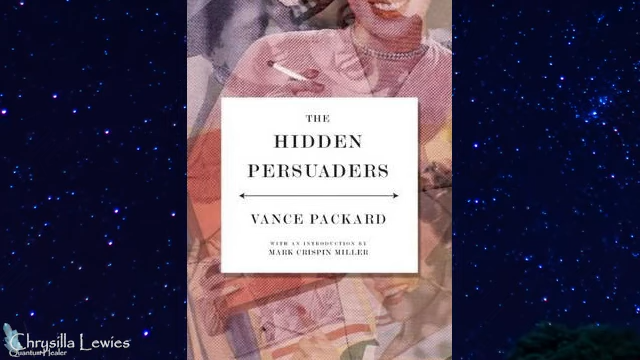 THE
HIDDEN
PERSUADERS
VANCE PACKARD
WITH AN INTRODUCTION BY
MARK CRISPIN MILLER
Chrysilla Lewies
Quantum Healer